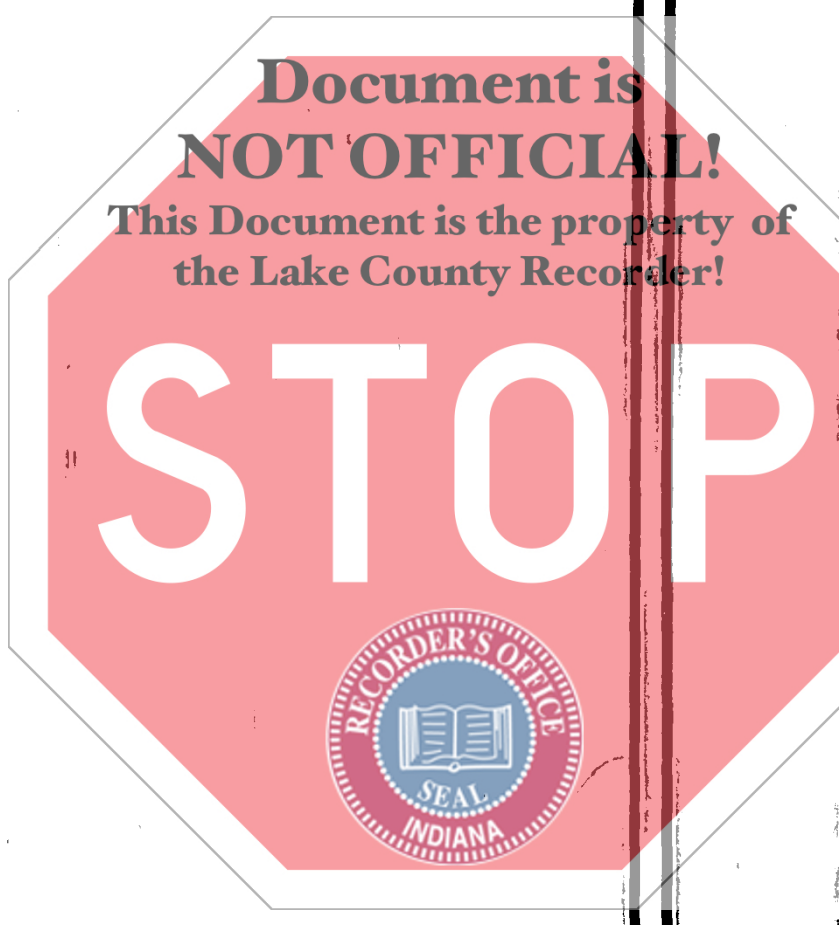 Document is
NOT OFFICIAL!
This Document is the property of
the Lake County Recorder!
STOP
RECORDER'S OFFICE
SEAL
INDIANA